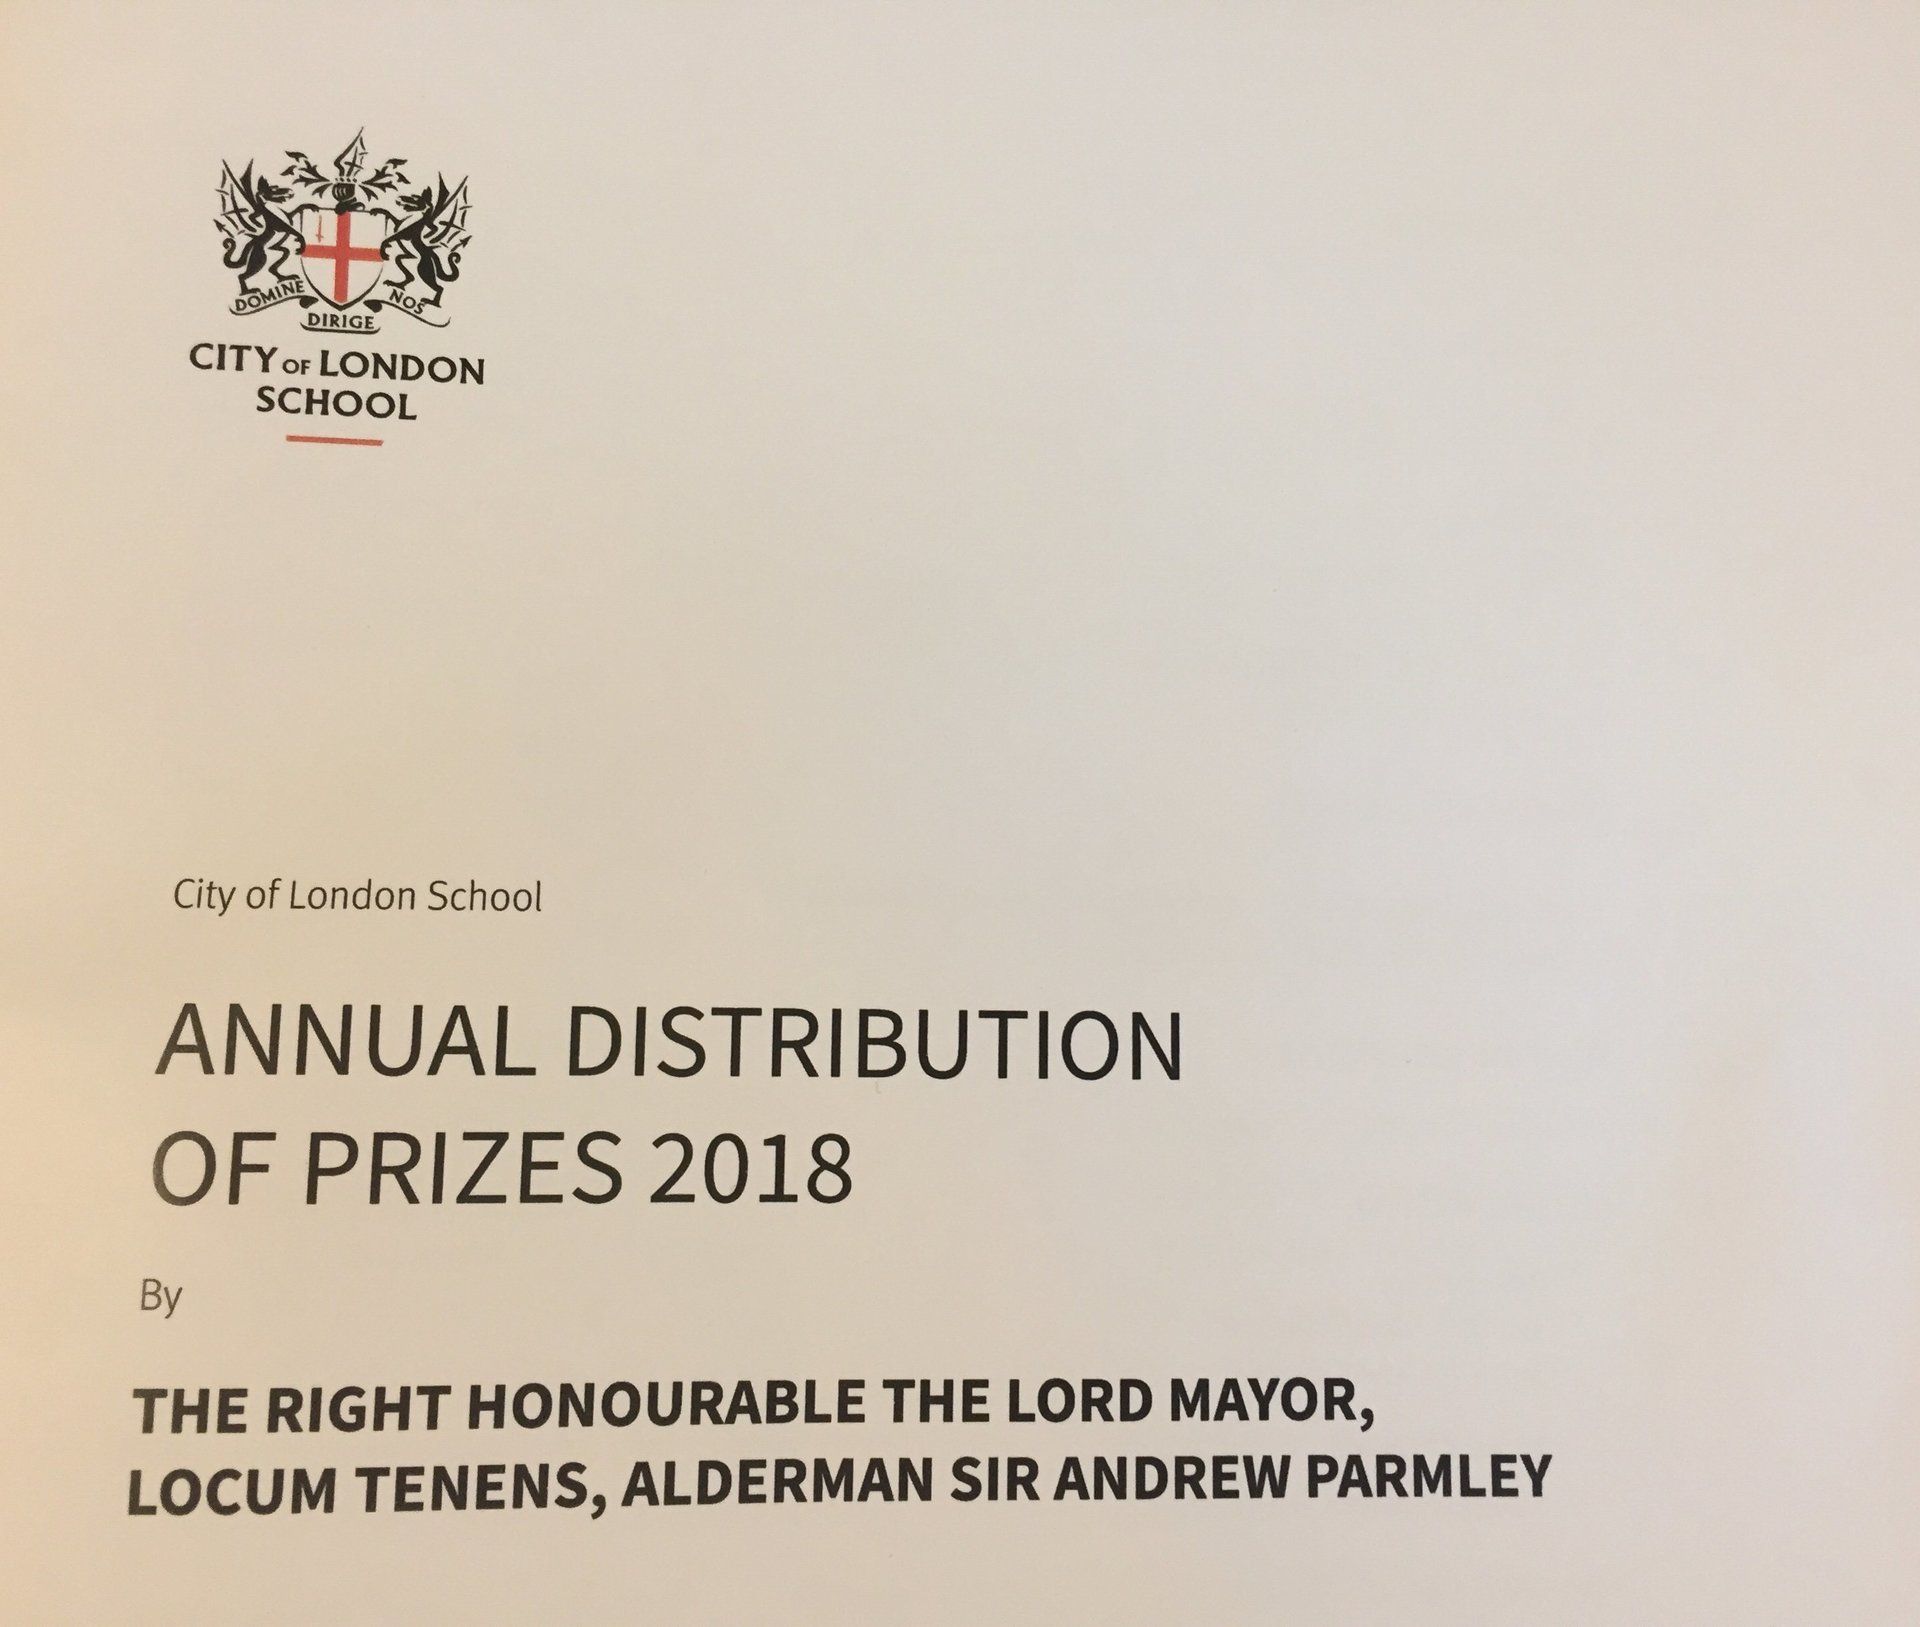 DOMINE DIRIGE NOS
CITY OF LONDON
SCHOOL
City of London School
ANNUAL DISTRIBUTION
OF PRIZES 2018
By
THE RIGHT HONOURABLE THE LORD MAYOR,
LOCUM TENENS, ALDERMAN SIR ANDREW PARMLEY